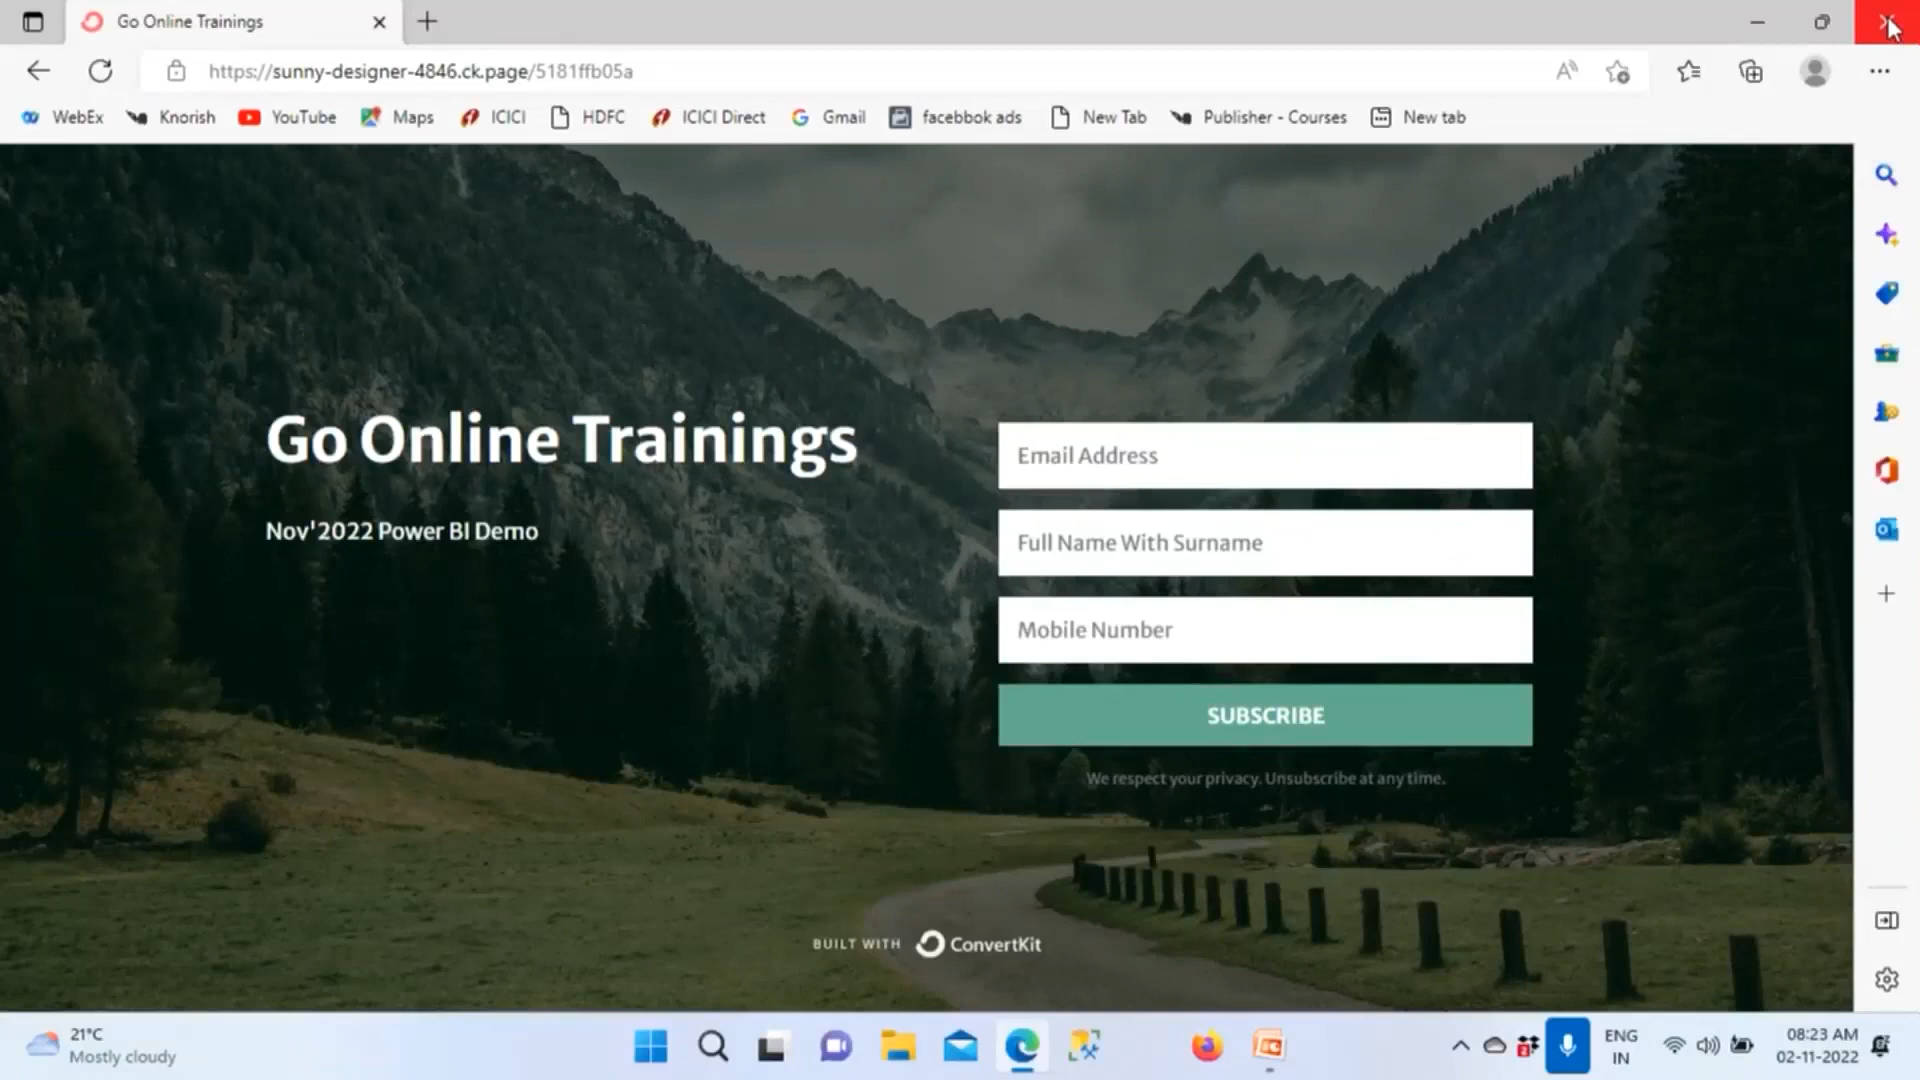 Go Online Trainings
https://sunny-designer-4846.ck.page/5181ffb05a
WebEx Knorish YouTube Maps ICICI HDFC ICICI Direct Gmail facebbok ads New Tab Publisher - Courses New tab
Go Online Trainings
Nov'2022 Power BI Demo
Email Address
Full Name With Surname
Mobile Number
SUBSCRIBE
We respect your privacy. Unsubscribe at any time.
BUILT WITH ConvertKit
21°C
Mostly cloudy
ENG
IN
08:23 AM
02-11-2022